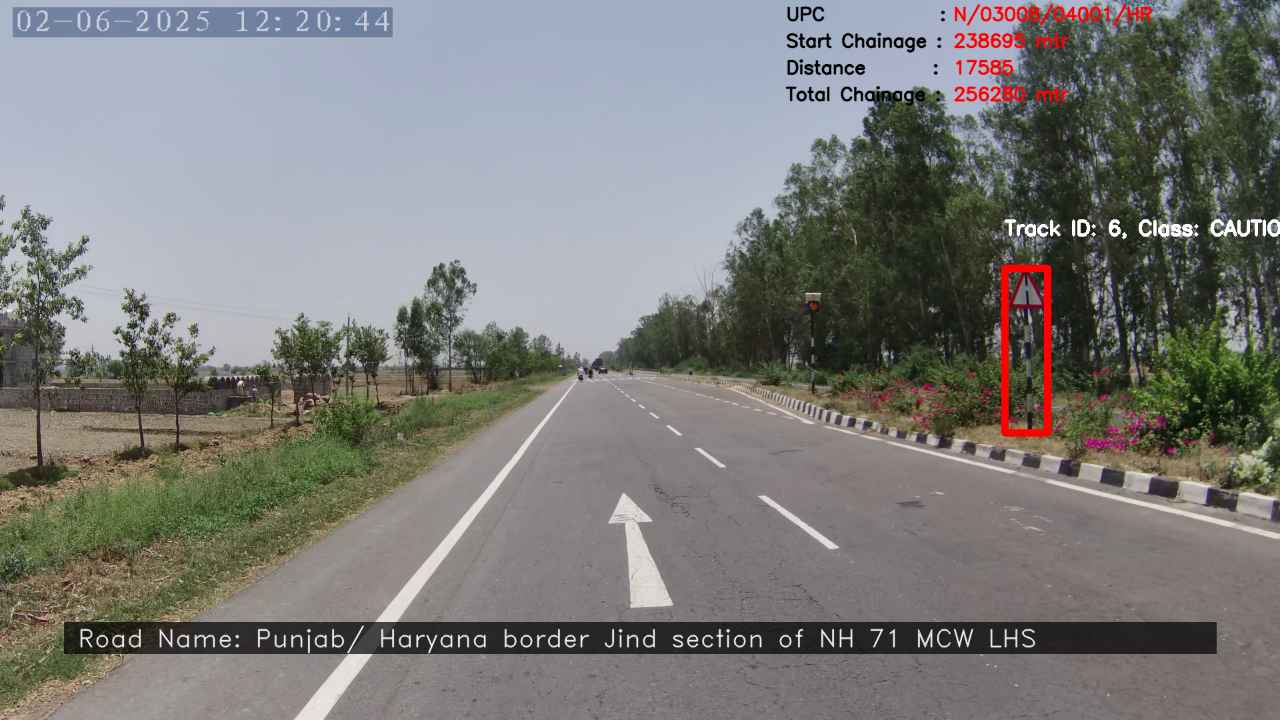 02-06-2025 12:20:44
UPC : N/03008/04001/HR
Start Chainage : 238695 mtr
Distance : 17585
Total Chainage : 256280 mtr
Track ID: 6, Class: CAUTIO
Road Name: Punjab/ Haryana border Jind section of NH 71 MCW LHS